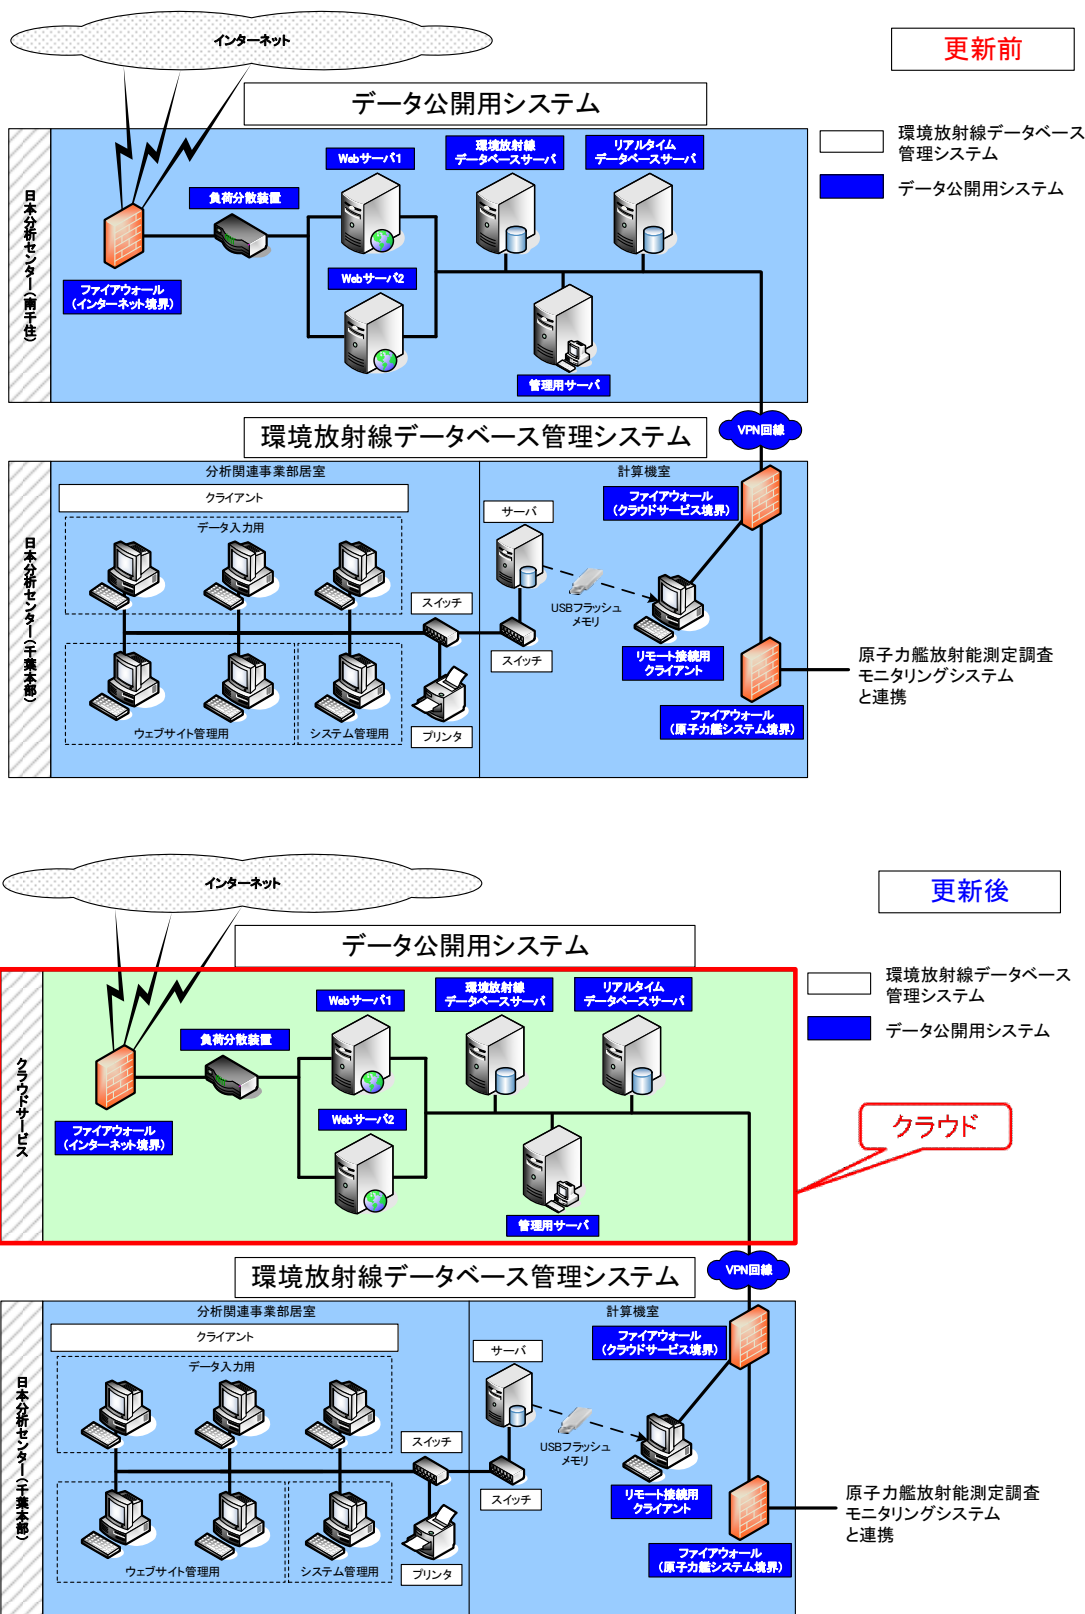 インターネット
更新前
データ公開用システム
環境放射線データベース
管理システム
データ公開用システム
日本分析センター(南千住)
Webサーバ1
環境放射線
データベースサーバ
リアルタイム
データベースサーバ
負荷分散装置
Webサーバ2
ファイアウォール
(インターネット境界)
管理用サーバ
VPN回線
環境放射線データベース管理システム
日本分析センター(千葉本部)
分析関連事業部居室
計算機室
クライアント
データ入力用
サーバ
ファイアウォール
(クラウドサービス境界)
USBフラッシュ
メモリ
スイッチ
スイッチ
リモート接続用
クライアント
原子力艦放射能測定調査
モニタリングシステム
と連携
ファイアウォール
(原子力艦システム境界)
ウェブサイト管理用
システム管理用
プリンタ
インターネット
更新後
データ公開用システム
環境放射線データベース
管理システム
データ公開用システム
クラウドサービス
Webサーバ1
環境放射線
データベースサーバ
リアルタイム
データベースサーバ
負荷分散装置
Webサーバ2
ファイアウォール
(インターネット境界)
クラウド
管理用サーバ
VPN回線
環境放射線データベース管理システム
日本分析センター(千葉本部)
分析関連事業部居室
計算機室
クライアント
データ入力用
サーバ
ファイアウォール
(クラウドサービス境界)
USBフラッシュ
メモリ
スイッチ
スイッチ
リモート接続用
クライアント
原子力艦放射能測定調査
モニタリングシステム
と連携
ファイアウォール
(原子力艦システム境界)
ウェブサイト管理用
システム管理用
プリンタ